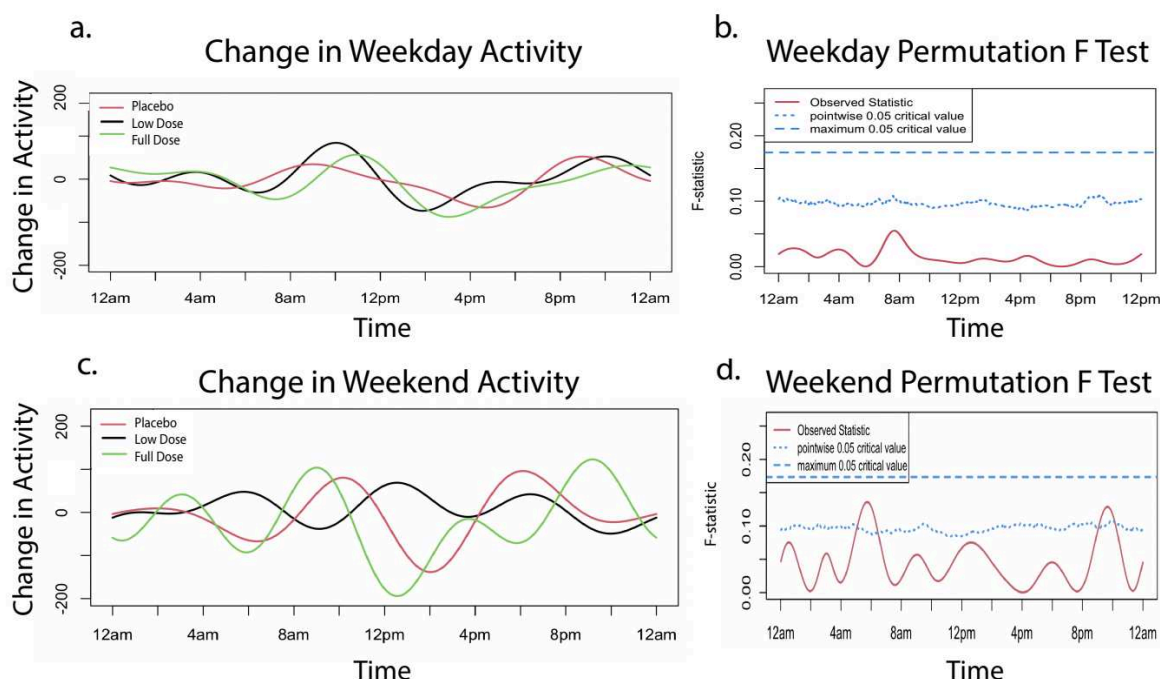 a.
Change in Weekday Activity
Change in Activity
200
0
-200
Placebo
Low Dose
Full Dose
12am
4am
8am
12pm
4pm
8pm
12am
Time
b.
Weekday Permutation F Test
F-statistic
0.20
0.10
0.00
Observed Statistic
pointwise 0.05 critical value
maximum 0.05 critical value
12am
4am
8am
12pm
4pm
8pm
12pm
Time
c.
Change in Weekend Activity
Change in Activity
200
0
-200
Placebo
Low Dose
Full Dose
12am
4am
8am
12pm
4pm
8pm
12am
Time
d.
Weekend Permutation F Test
F-statistic
0.20
0.10
0.00
Observed Statistic
pointwise 0.05 critical value
maximum 0.05 critical value
12am
4am
8am
12pm
4pm
8pm
12am
Time